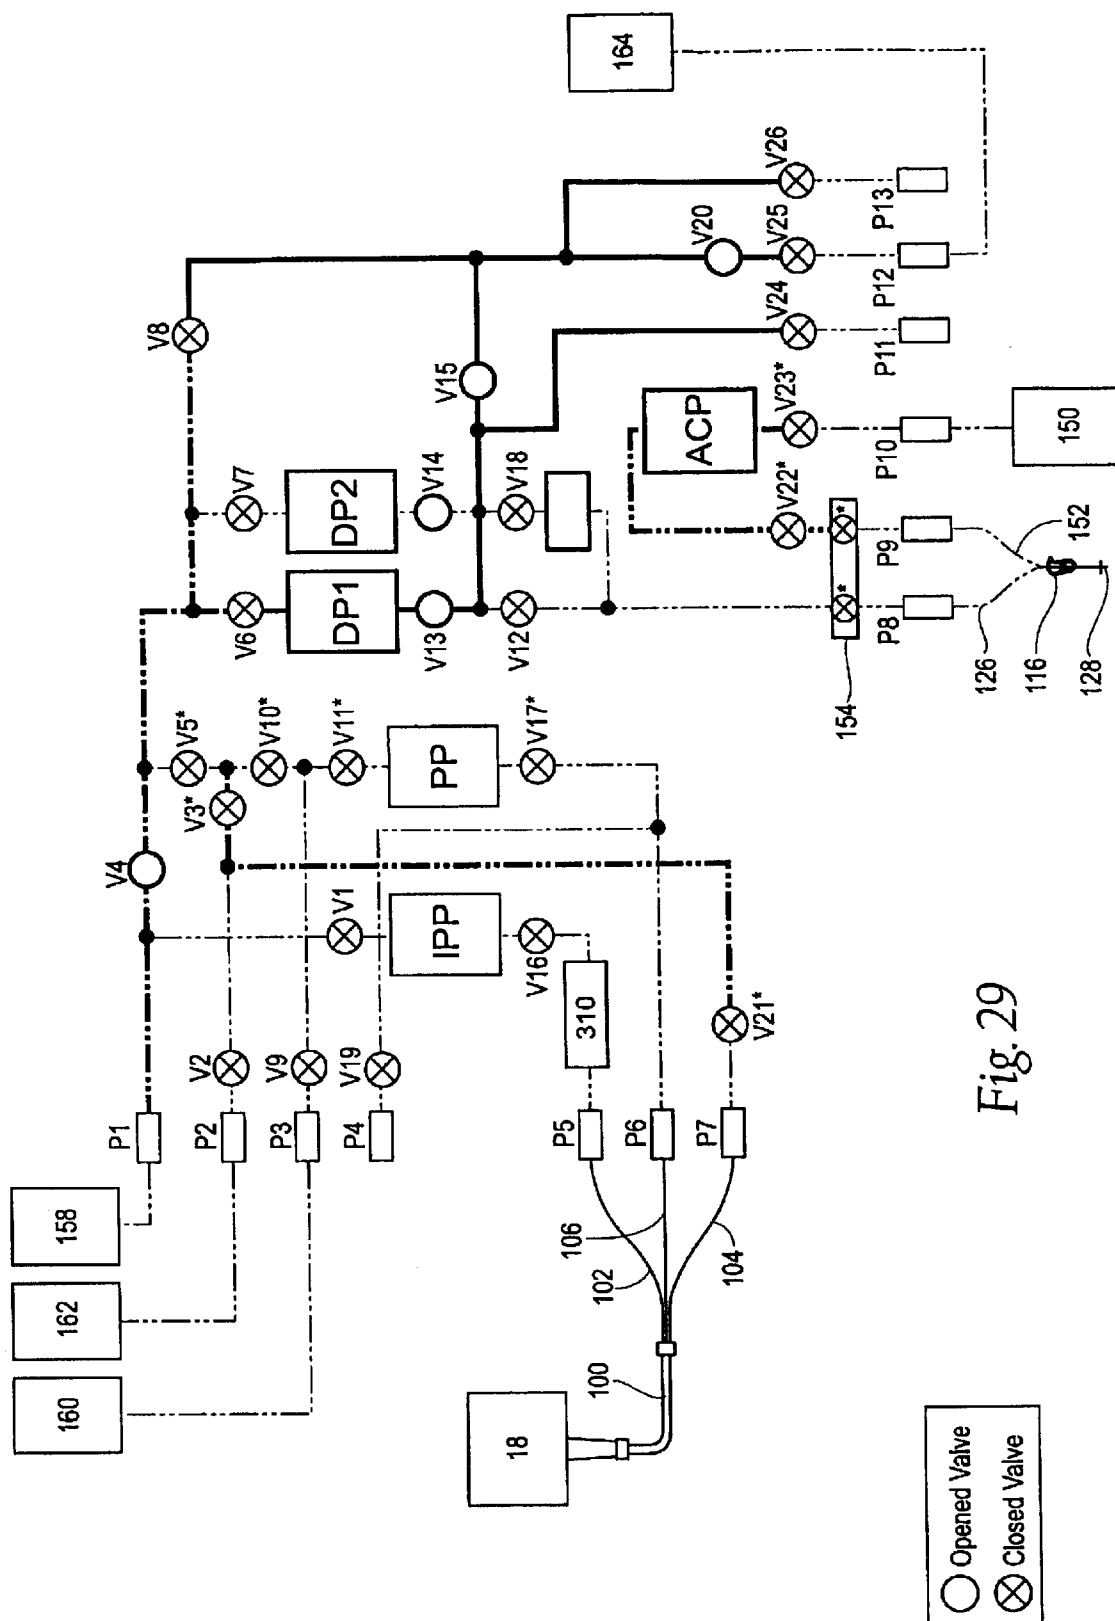 158
162
160
P1
P2
P3
P4
V2
V9
V19
V4
V5*
V3*
V10*
V11*
V1
IPP
PP
V16
V17*
310
P5
P6
P7
V21*
102
106
104
100
18
V8
V6
V7
DP1
DP2
V13
V14
V15
V12
V18
V20
V24
V25
V26
164
ACP
V22*
V23*
*
*
154
P8
P9
P10
P11
P12
P13
150
126
116
128
152
Fig. 29
Opened Valve
Closed Valve